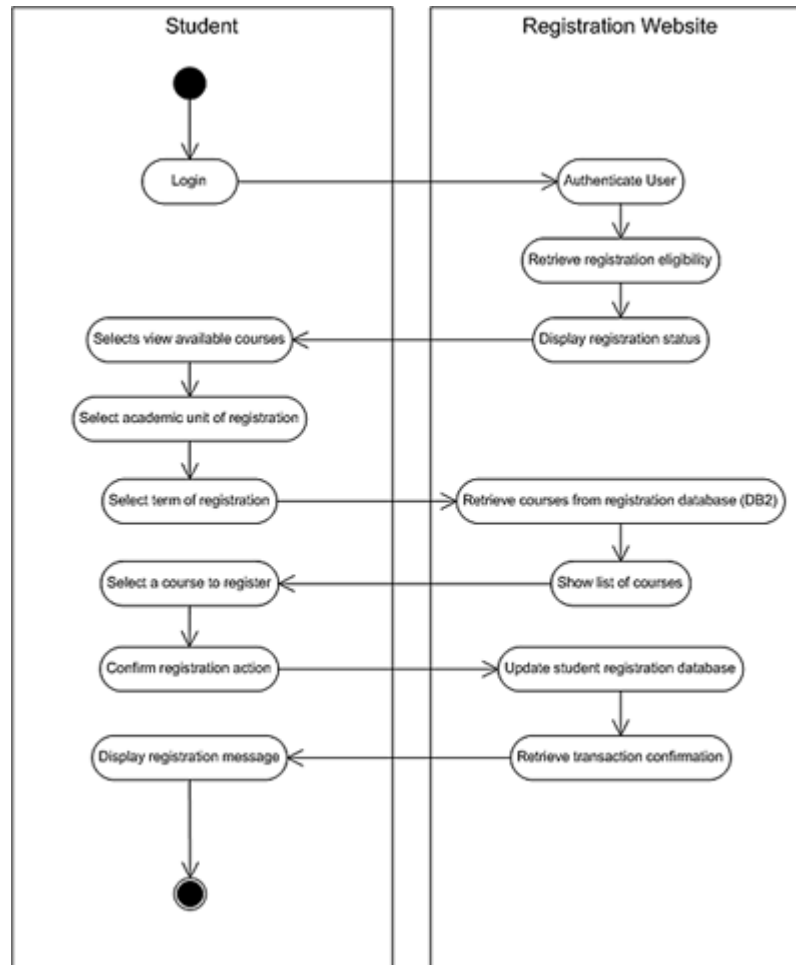 Student
Registration Website
Login
Authenticate User
Retrieve registration eligibility
Selects view available courses
Display registration status
Select academic unit of registration
Select term of registration
Retrieve courses from registration database (DB2)
Select a course to register
Show list of courses
Confirm registration action
Update student registration database
Display registration message
Retrieve transaction confirmation